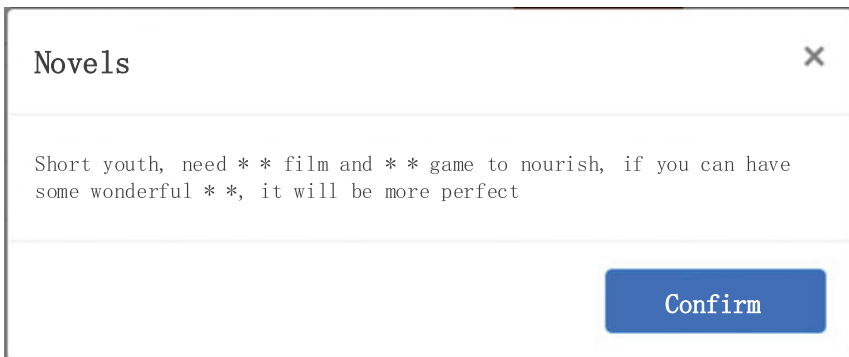 Novels
Short youth, need * * film and * * game to nourish, if you can have
some wonderful * *, it will be more perfect
Confirm